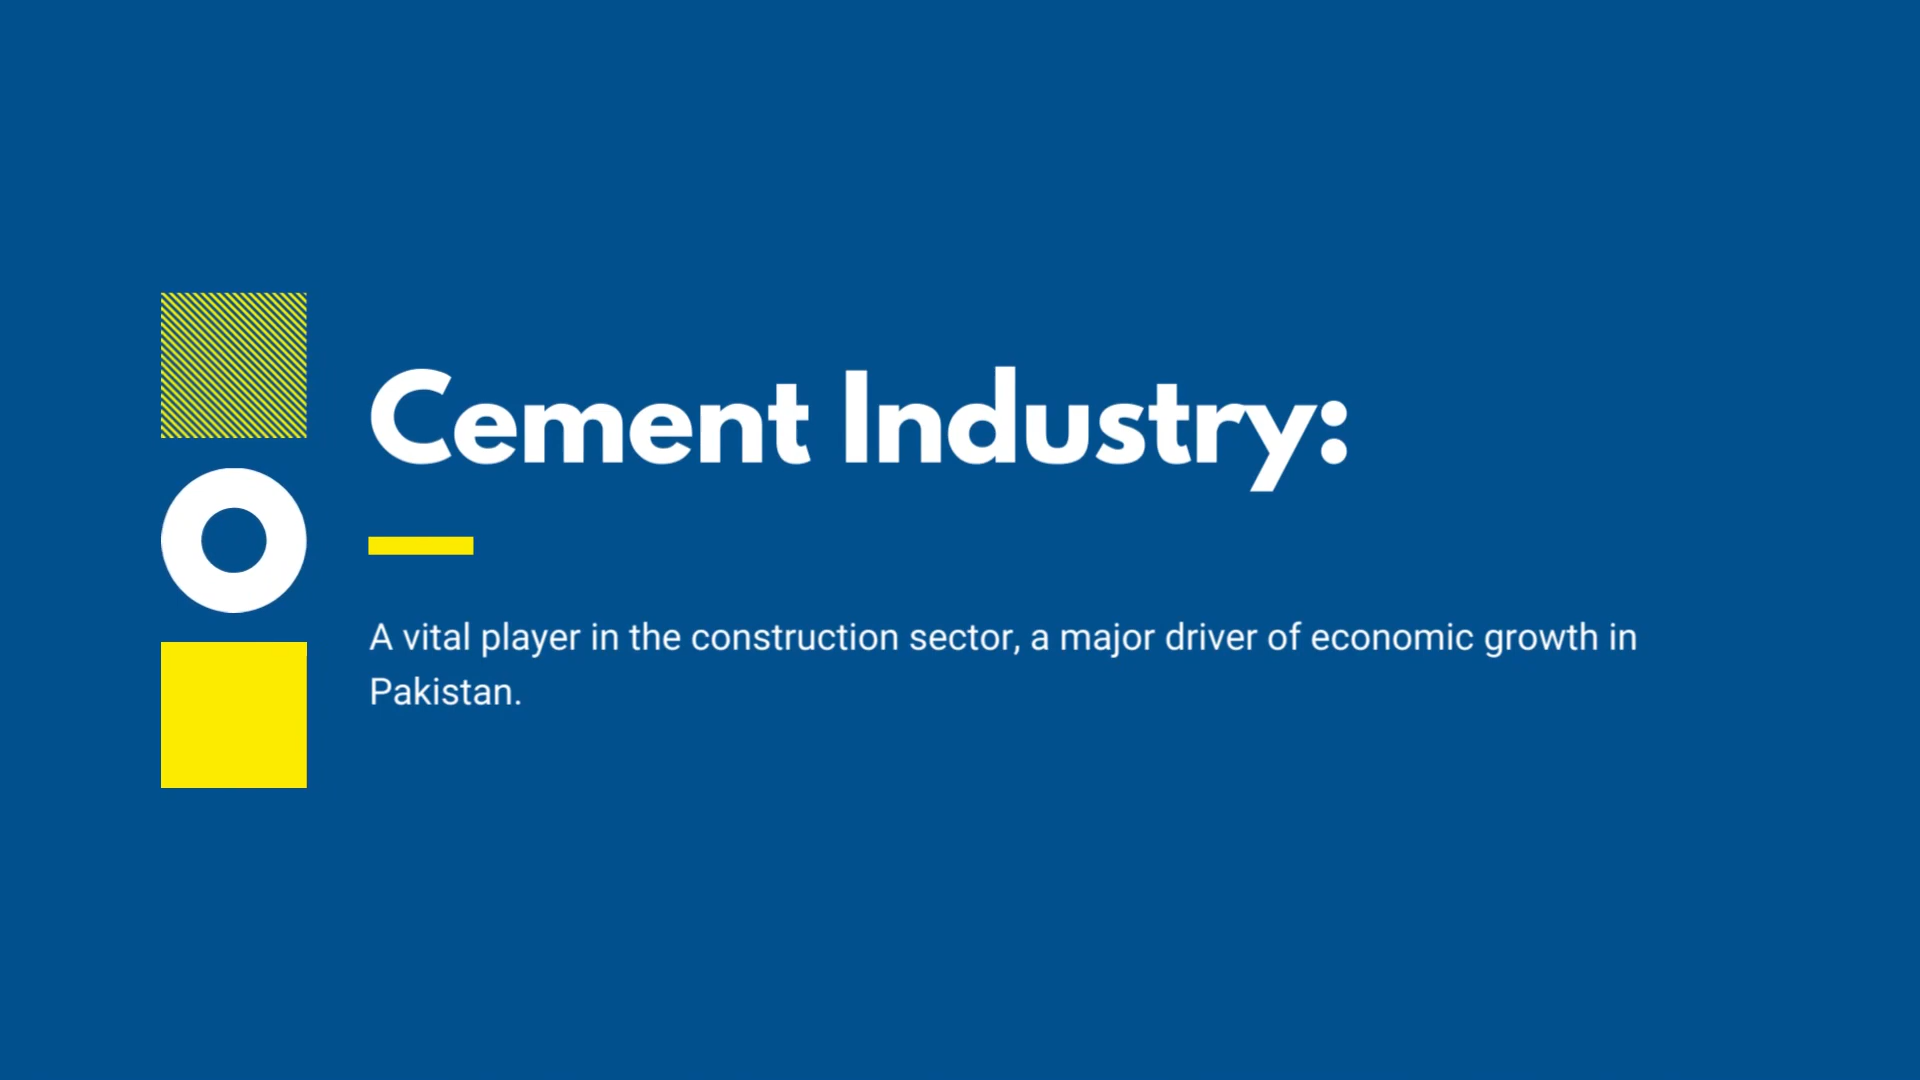 Cement Industry:
A vital player in the construction sector, a major driver of economic growth in
Pakistan.